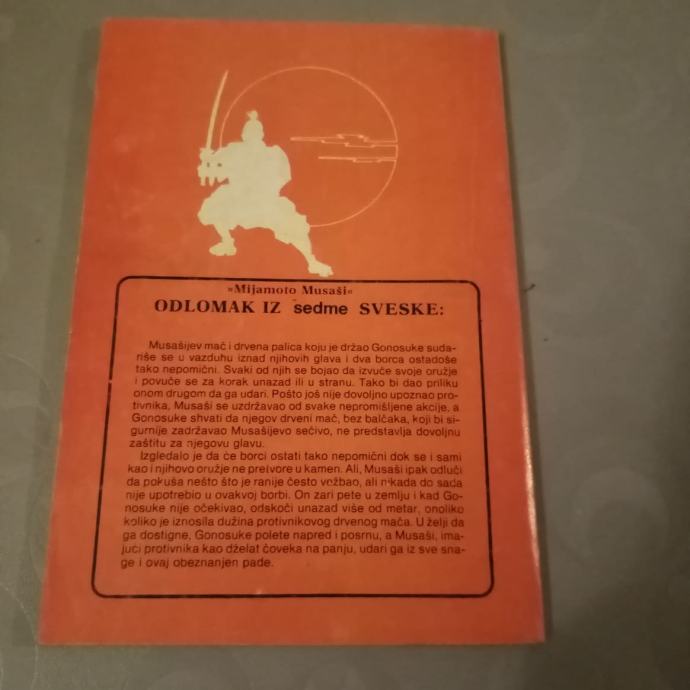 »Mijamoto Musaši«
ODLOMAK IZ sedme SVESKE:
Musašijev mač i drvena palica koju je držao Gonosuke suda-
riše se u vazduhu iznad njihovih glava i dva borca ostadoše
tako nepomični. Svaki od njih se bojao da izvuče svoje oružje
i povuče se za korak unazad ili u stranu. Tako bi dao priliku
onom drugom da ga udari. Pošto još nije dovoljno upoznao pro-
tivnika, Musaši se uzdržavao od svake nepromišljene akcije, a
Gonosuke shvati da njegov drveni mač, bez balčaka, koji bi si-
gurnije zadržavao Musašijevo sečivo, ne predstavlja dovoljnu
zaštitu za njegovu glavu.
Izgledalo je da će borci ostati tako nepomični dok se i sami
kao i njihovo oružje ne pretvore u kamen. Ali, Musaši ipak odluči
da pokuša nešto što je ranije često vežbao, ali nikada do sada
nije upotrebio u ovakvoj borbi. On zari pete u zemlju i kad Go-
nosuke nije očekivao, odskoči unazad više od metar, onoliko
koliko je iznosila dužina protivnikovog drvenog mača. U želji da
ga dostigne, Gonosuke polete napred i posrnu, a Musaši, ima-
jući protivnika kao dželat čoveka na panju, udari ga iz sve sna-
ge i ovaj obeznanjen pade.